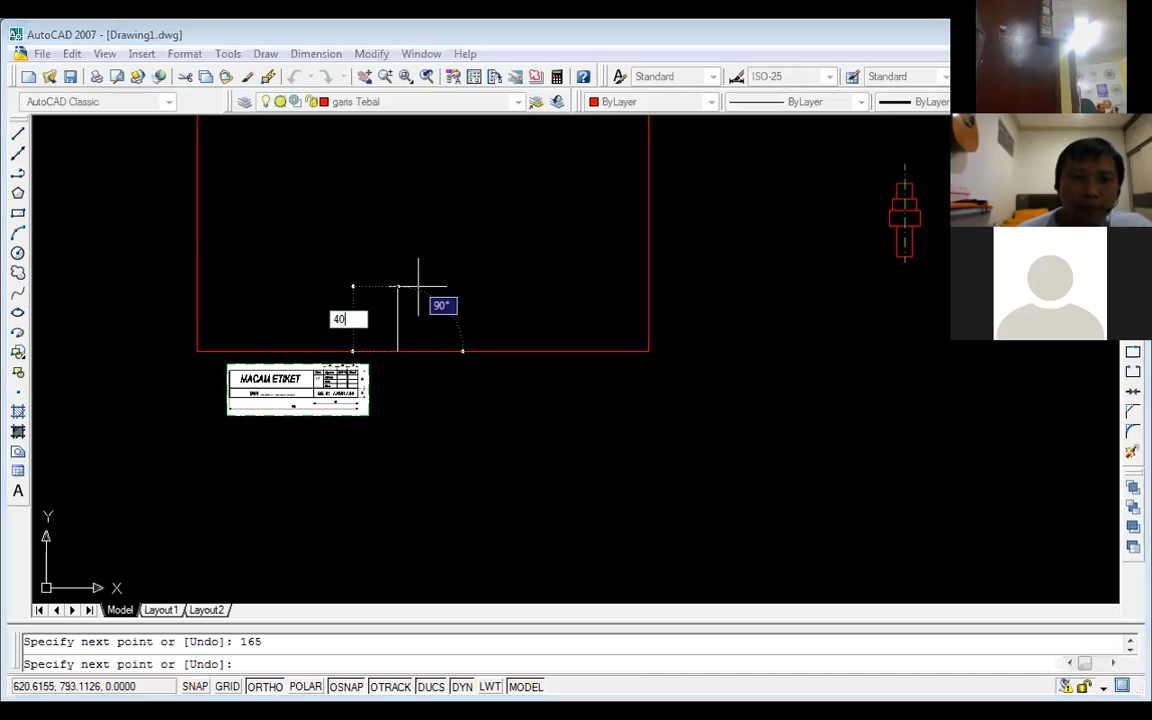 AutoCAD 2007 - [Drawing1.dwg]
File Edit View Insert Format Tools Draw Dimension Modify Window Help
Standard ISO-25 Standard
AutoCAD Classic garis Tebal ByLayer ByLayer ByLayer
90°
40
MACAM ETIKET
Y
X
A
Model Layout1 Layout2
Specify next point or [Undo]: 165
Specify next point or [Undo]:
620.6155, 793.1126, 0.0000 SNAP GRID ORTHO POLAR OSNAP OTRACK DUCS DYN LWT MODEL